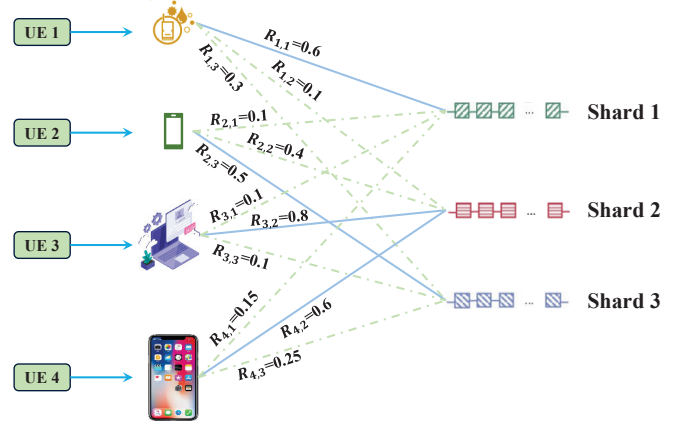 UE 1
R1,1=0.6
R1,2=0.1
R1,3=0.3
... Shard 1
UE 2
R2,1=0.1
R2,2=0.4
R2,3=0.5
... Shard 2
UE 3
R3,1=0.1
R3,2=0.8
R3,3=0.1
... Shard 3
UE 4
R4,1=0.15
R4,2=0.6
R4,3=0.25